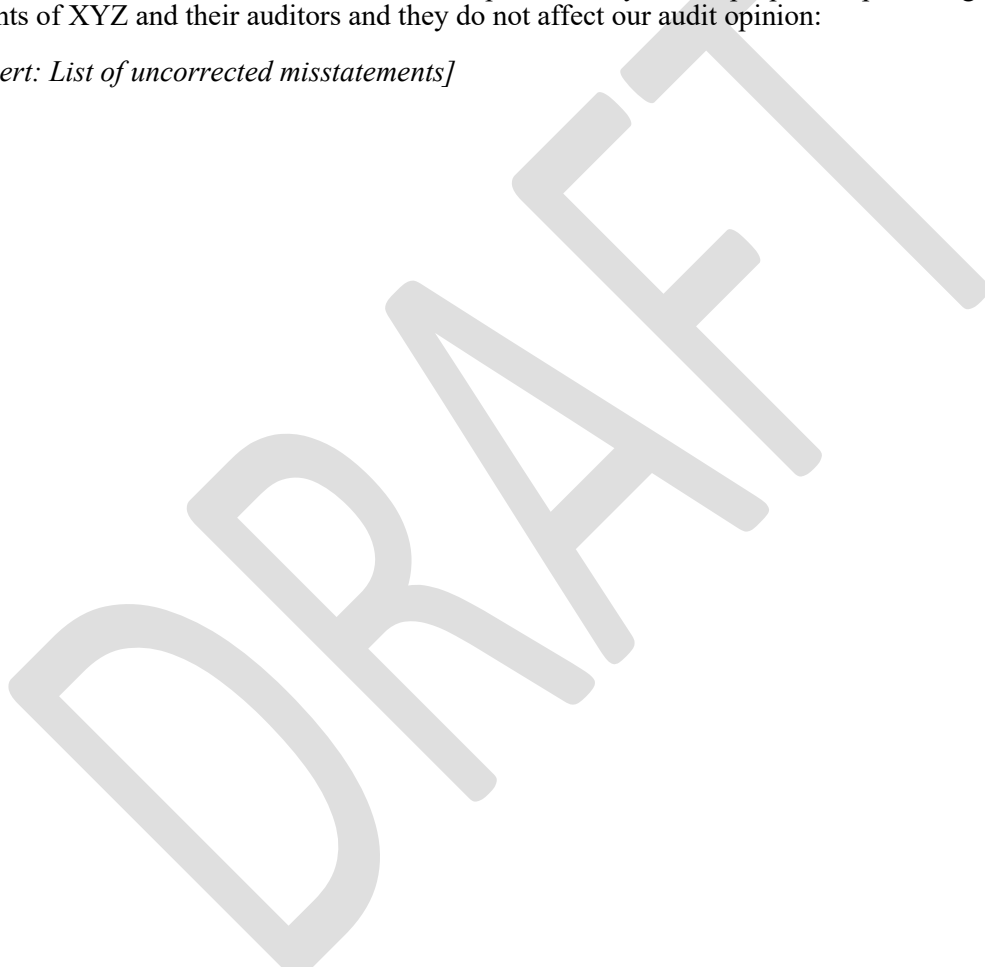 nts of XYZ and their auditors and they do not affect our audit opinion:
ert: List of uncorrected misstatements]
DRAFT